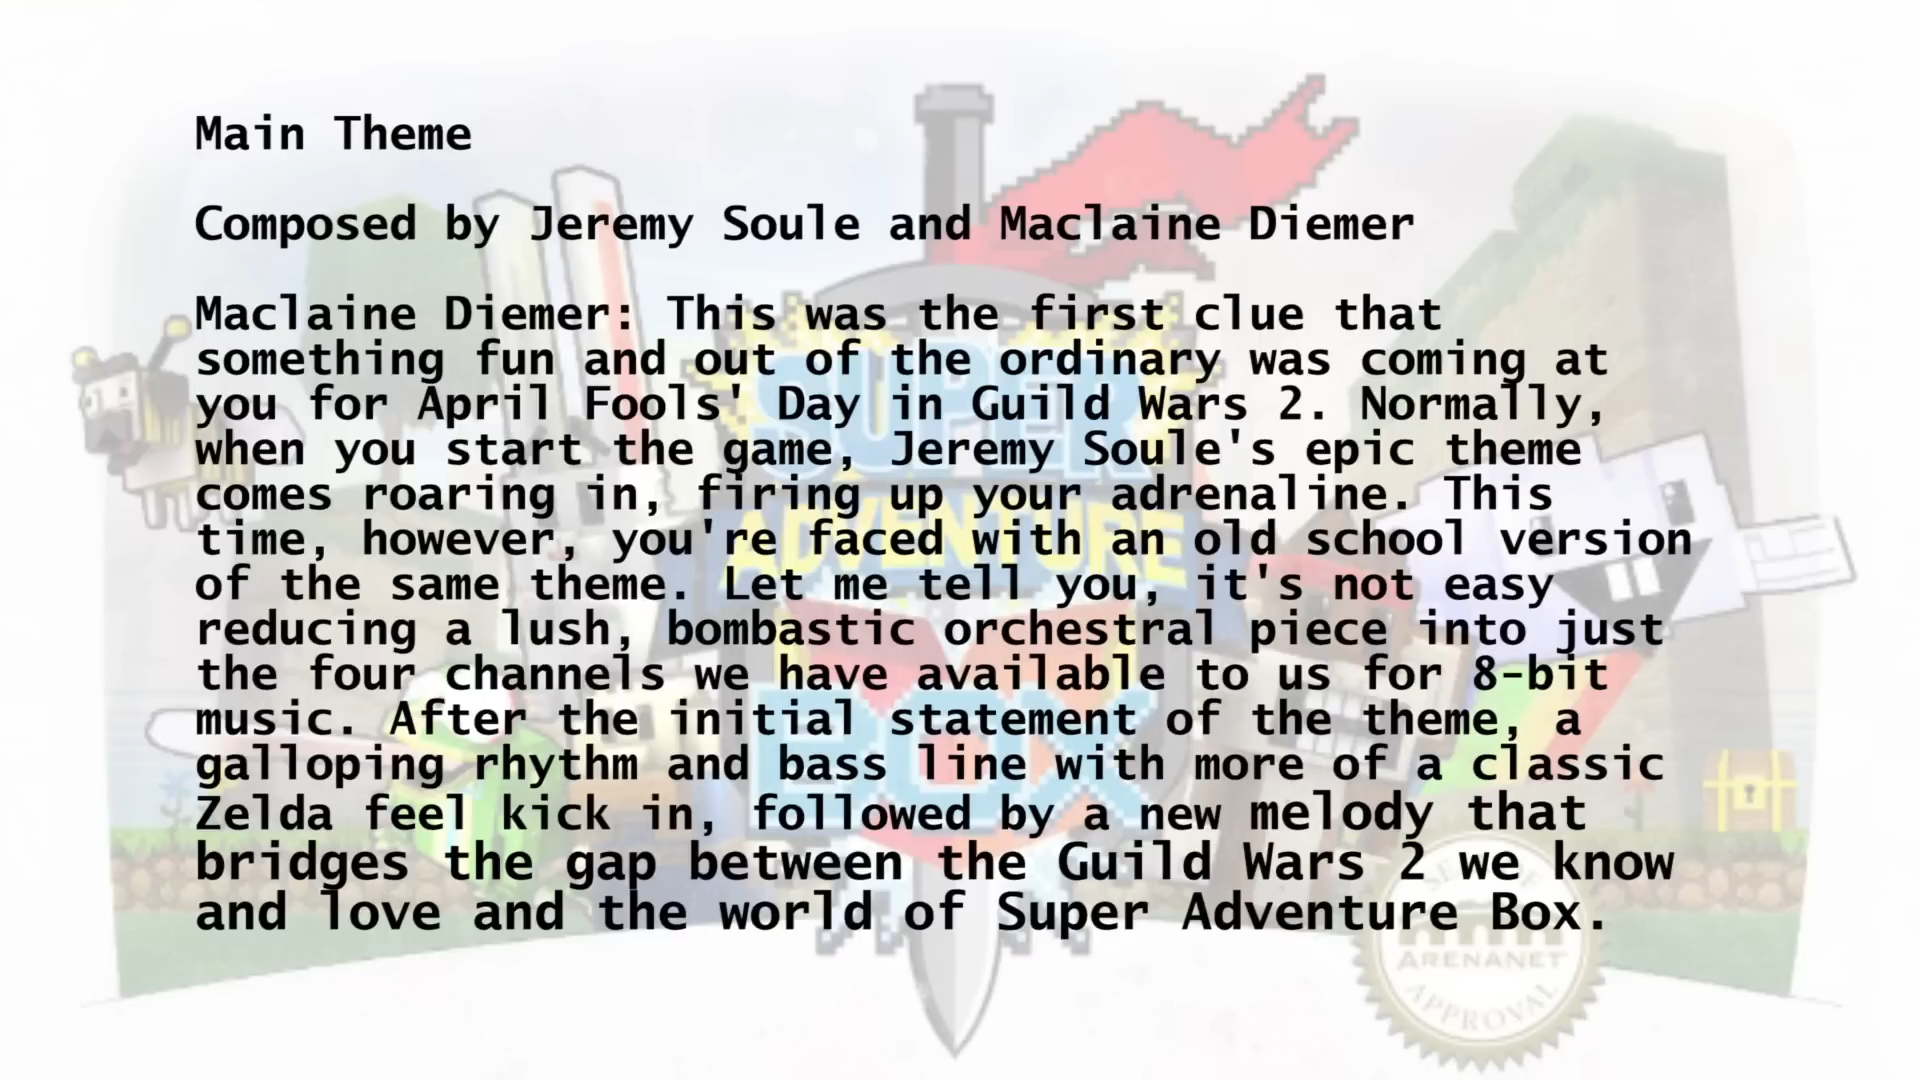 Main Theme
Composed by Jeremy Soule and Maclaine Diemer
Maclaine Diemer: This was the first clue that
something fun and out of the ordinary was coming at
you for April Fools' Day in Guild Wars 2. Normally,
when you start the game, Jeremy Soule's epic theme
comes roaring in, firing up your adrenaline. This
time, however, you're faced with an old school version
of the same theme. Let me tell you, it's not easy
reducing a lush, bombastic orchestral piece into just
the four channels we have available to us for 8-bit
music. After the initial statement of the theme, a
galloping rhythm and bass line with more of a classic
Zelda feel kick in, followed by a new melody that
bridges the gap between the Guild Wars 2 we know
and love and the world of Super Adventure Box.
SUPER
ADVENTURE
BOX
ARENANET
APPROVAL